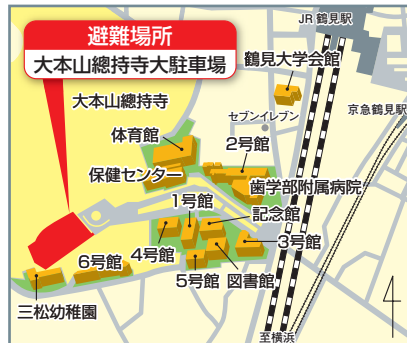 JR 鶴見駅
避難場所
大本山總持寺大駐車場
鶴見大学会館
大本山總持寺
セブンイレブン
京急鶴見駅
体育館
2号館
保健センター
歯学部附属病院
1号館
記念館
4号館
3号館
6号館
5号館
図書館
三松幼稚園
至横浜